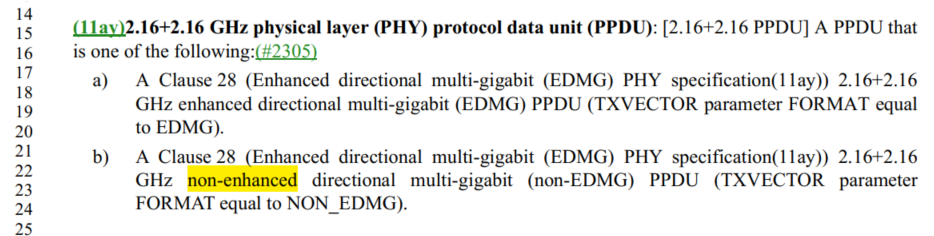 14
15 (11ay)2.16+2.16 GHz physical layer (PHY) protocol data unit (PPDU): [2.16+2.16 PPDU] A PPDU that
16 is one of the following:(#2305)
17 a) A Clause 28 (Enhanced directional multi-gigabit (EDMG) PHY specification(11ay)) 2.16+2.16
18
19 GHz enhanced directional multi-gigabit (EDMG) PPDU (TXVECTOR parameter FORMAT equal
20 to EDMG).
21 b) A Clause 28 (Enhanced directional multi-gigabit (EDMG) PHY specification(11ay)) 2.16+2.16
22
23 GHz non-enhanced directional multi-gigabit (non-EDMG) PPDU (TXVECTOR parameter
24 FORMAT equal to NON_EDMG).
25